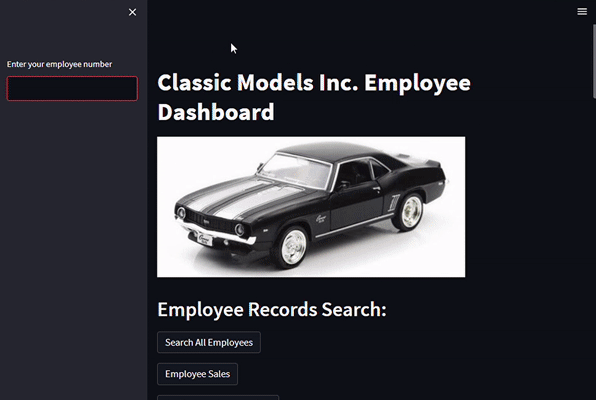 Enter your employee number
Classic Models Inc. Employee
Dashboard
Employee Records Search:
Search All Employees
Employee Sales